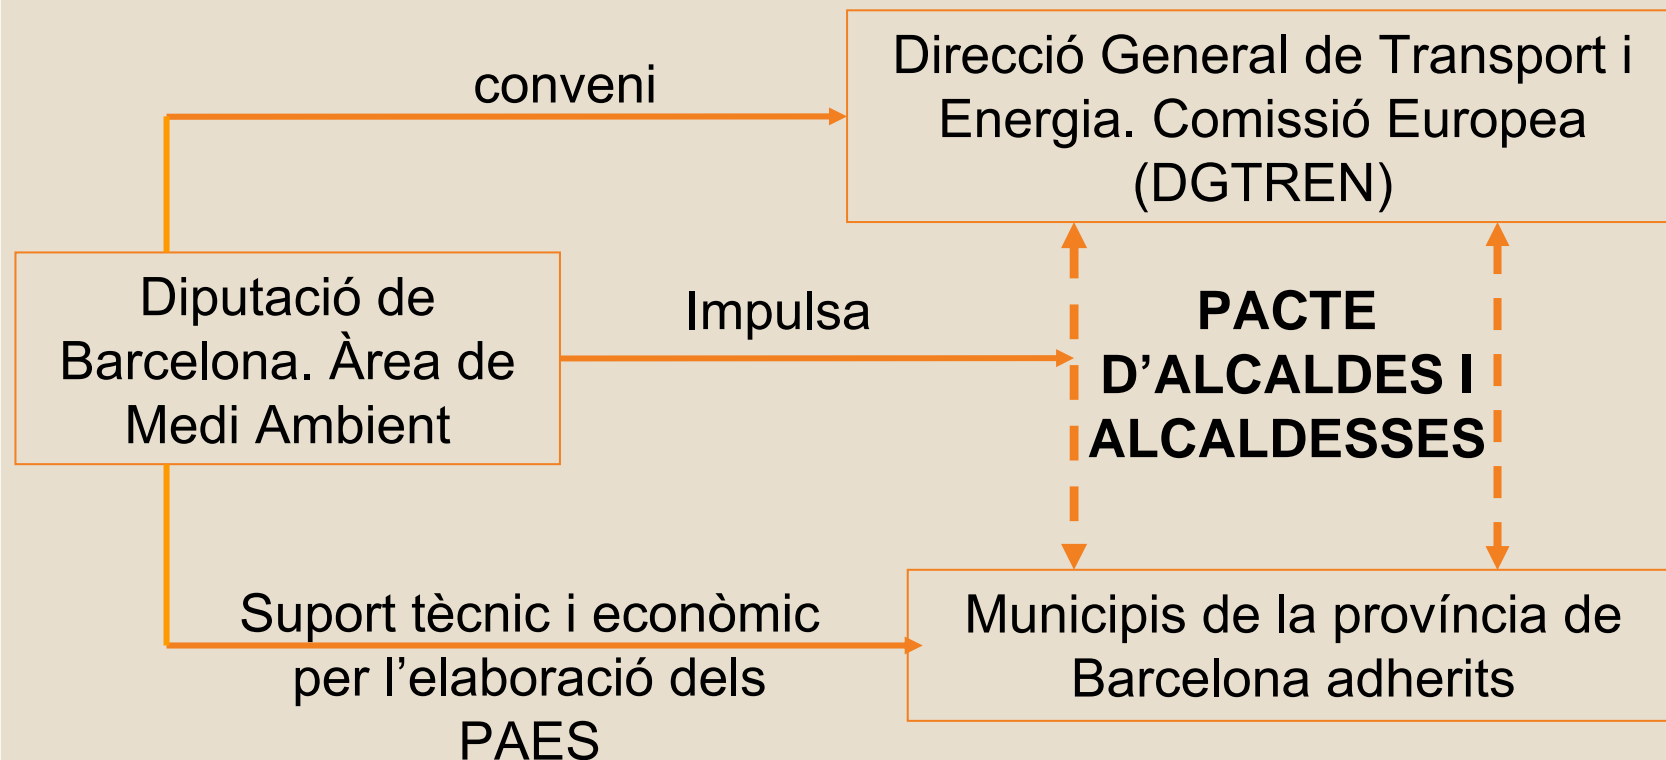 conveni
Direcció General de Transport i
Energia. Comissió Europea
(DGTREN)
Diputació de
Barcelona. Àrea de
Medi Ambient
Impulsa
PACTE
D’ALCALDES I
ALCALDESSES
Suport tècnic i econòmic
per l’elaboració dels
PAES
Municipis de la província de
Barcelona adherits